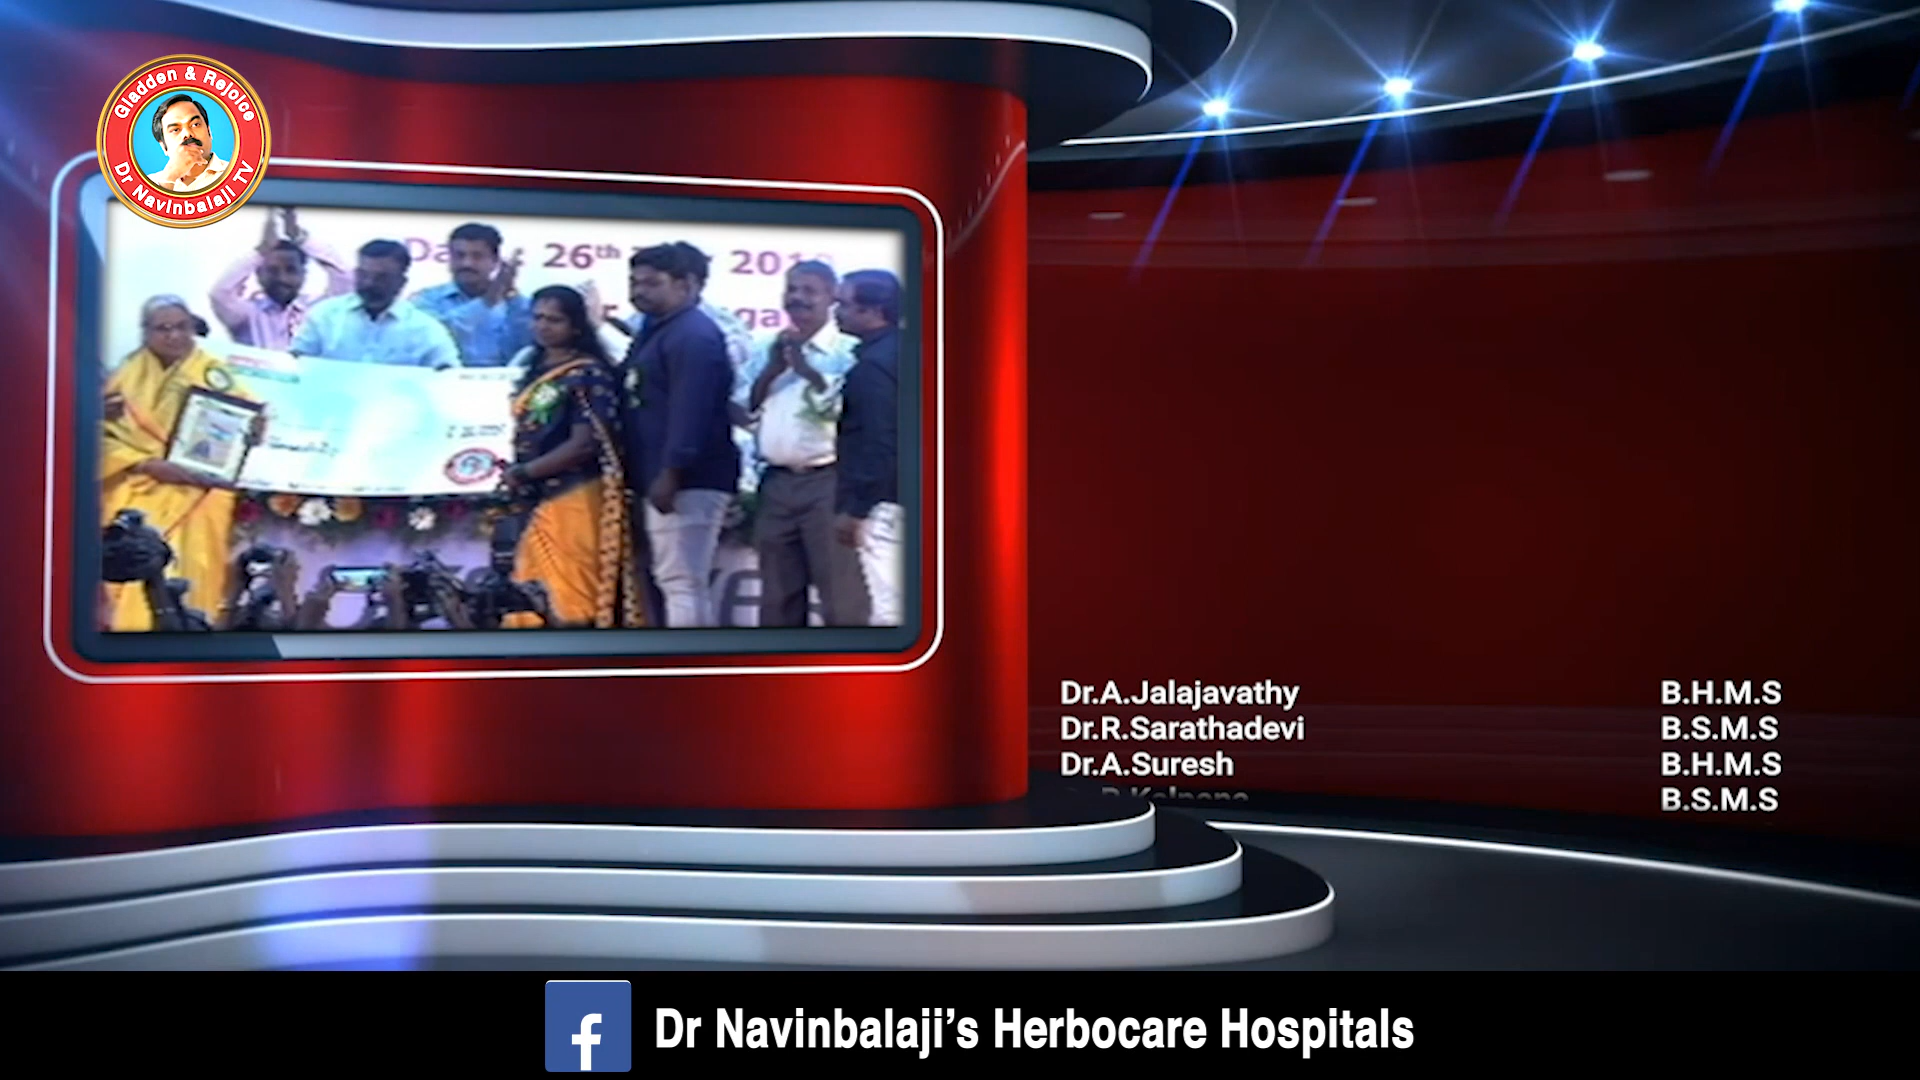 Gladden & Rejoice
Dr Navinbalaji TV
26th
Dr.A.Jalajavathy B.H.M.S
Dr.R.Sarathadevi B.S.M.S
Dr.A.Suresh B.H.M.S
B.S.M.S
f Dr Navinbalaji’s Herbocare Hospitals